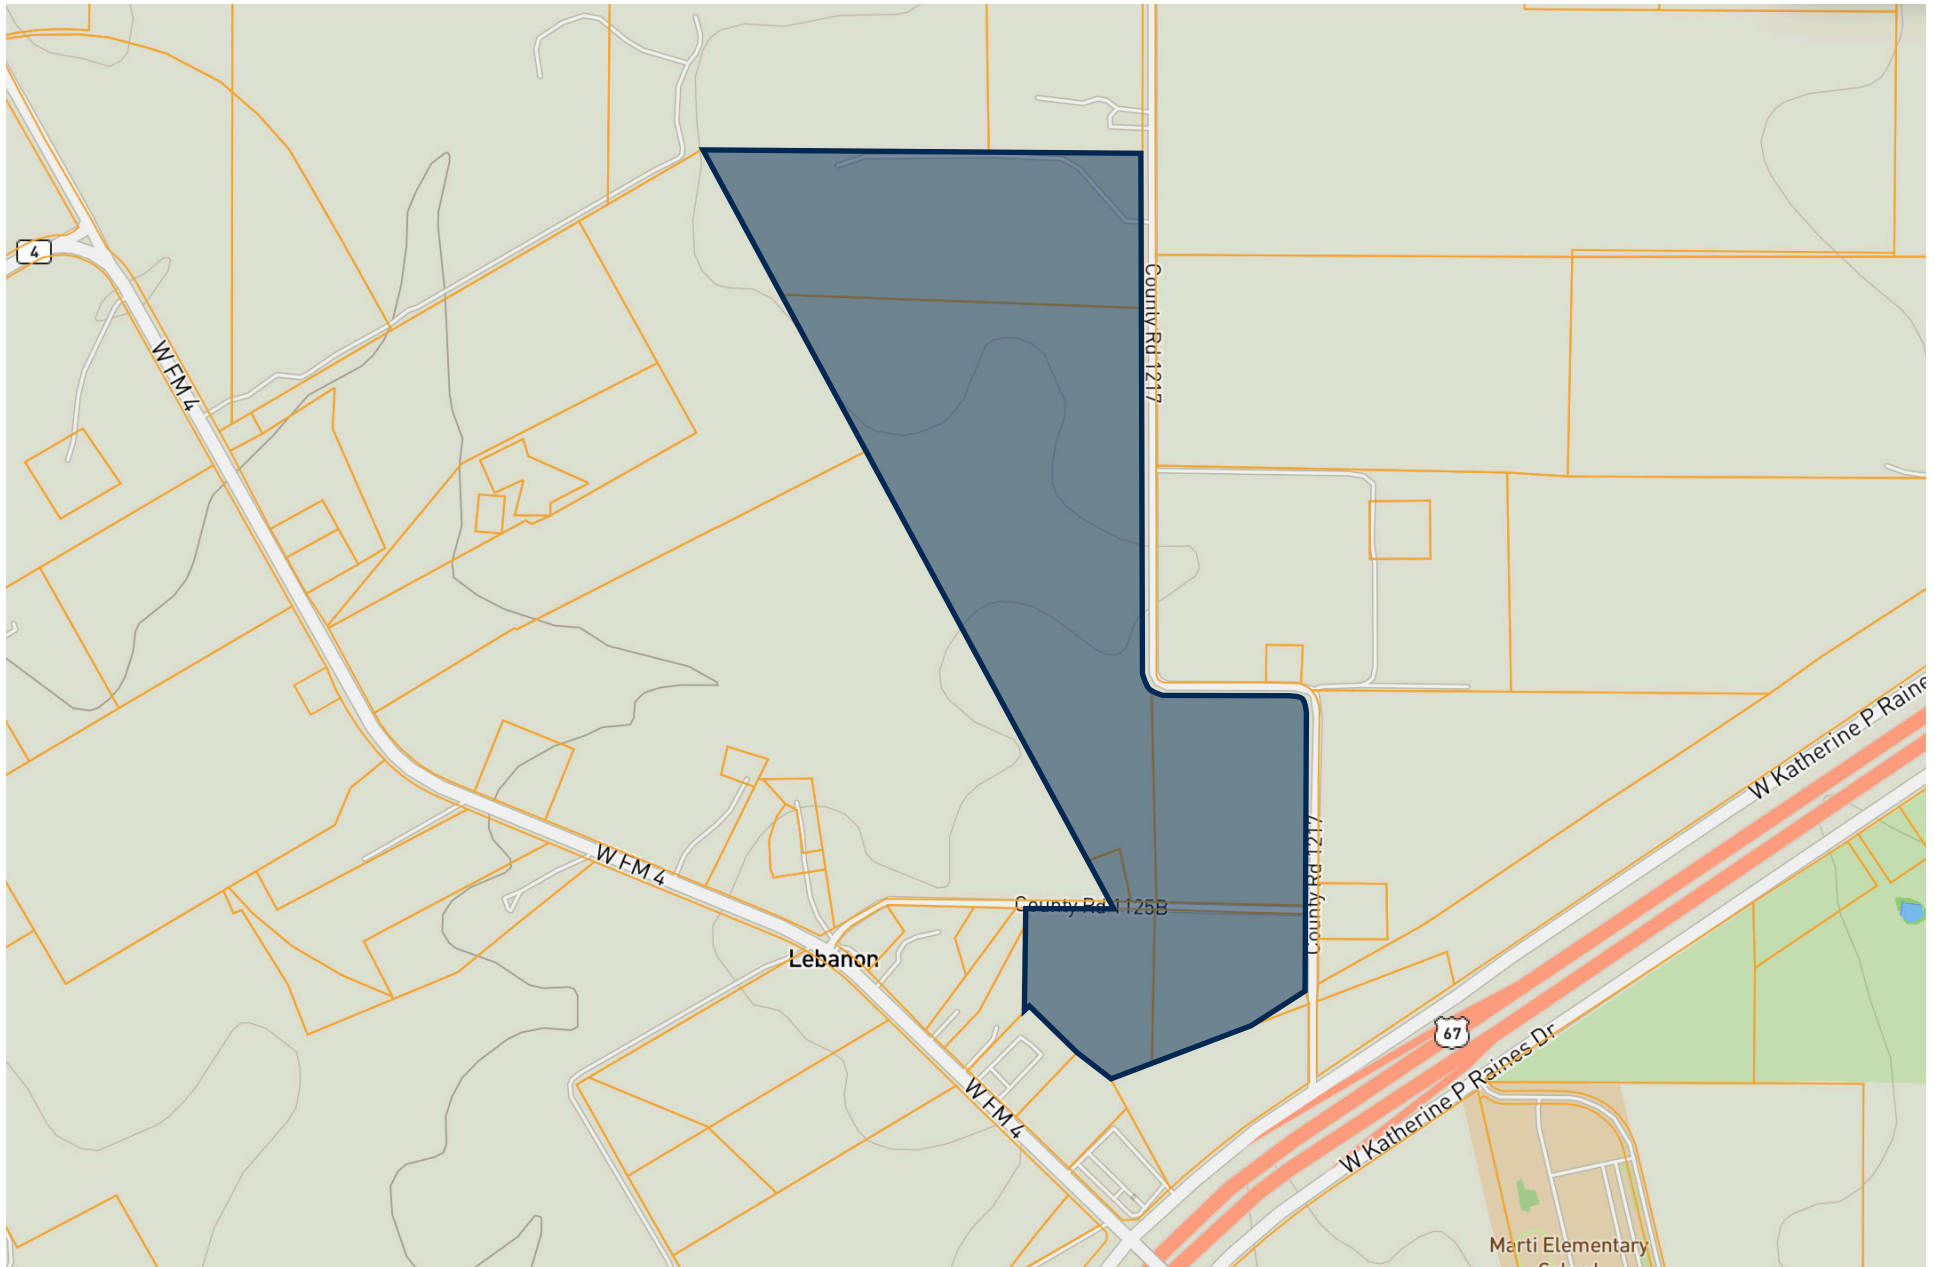 4
County Rd 1217
W FM 4
W Katherine P Raine
W FM 4
County Rd 1217
County Rd 1125B
Lebanon
67
W Katherine P Raines Dr
W FM 4
Marti Elementary